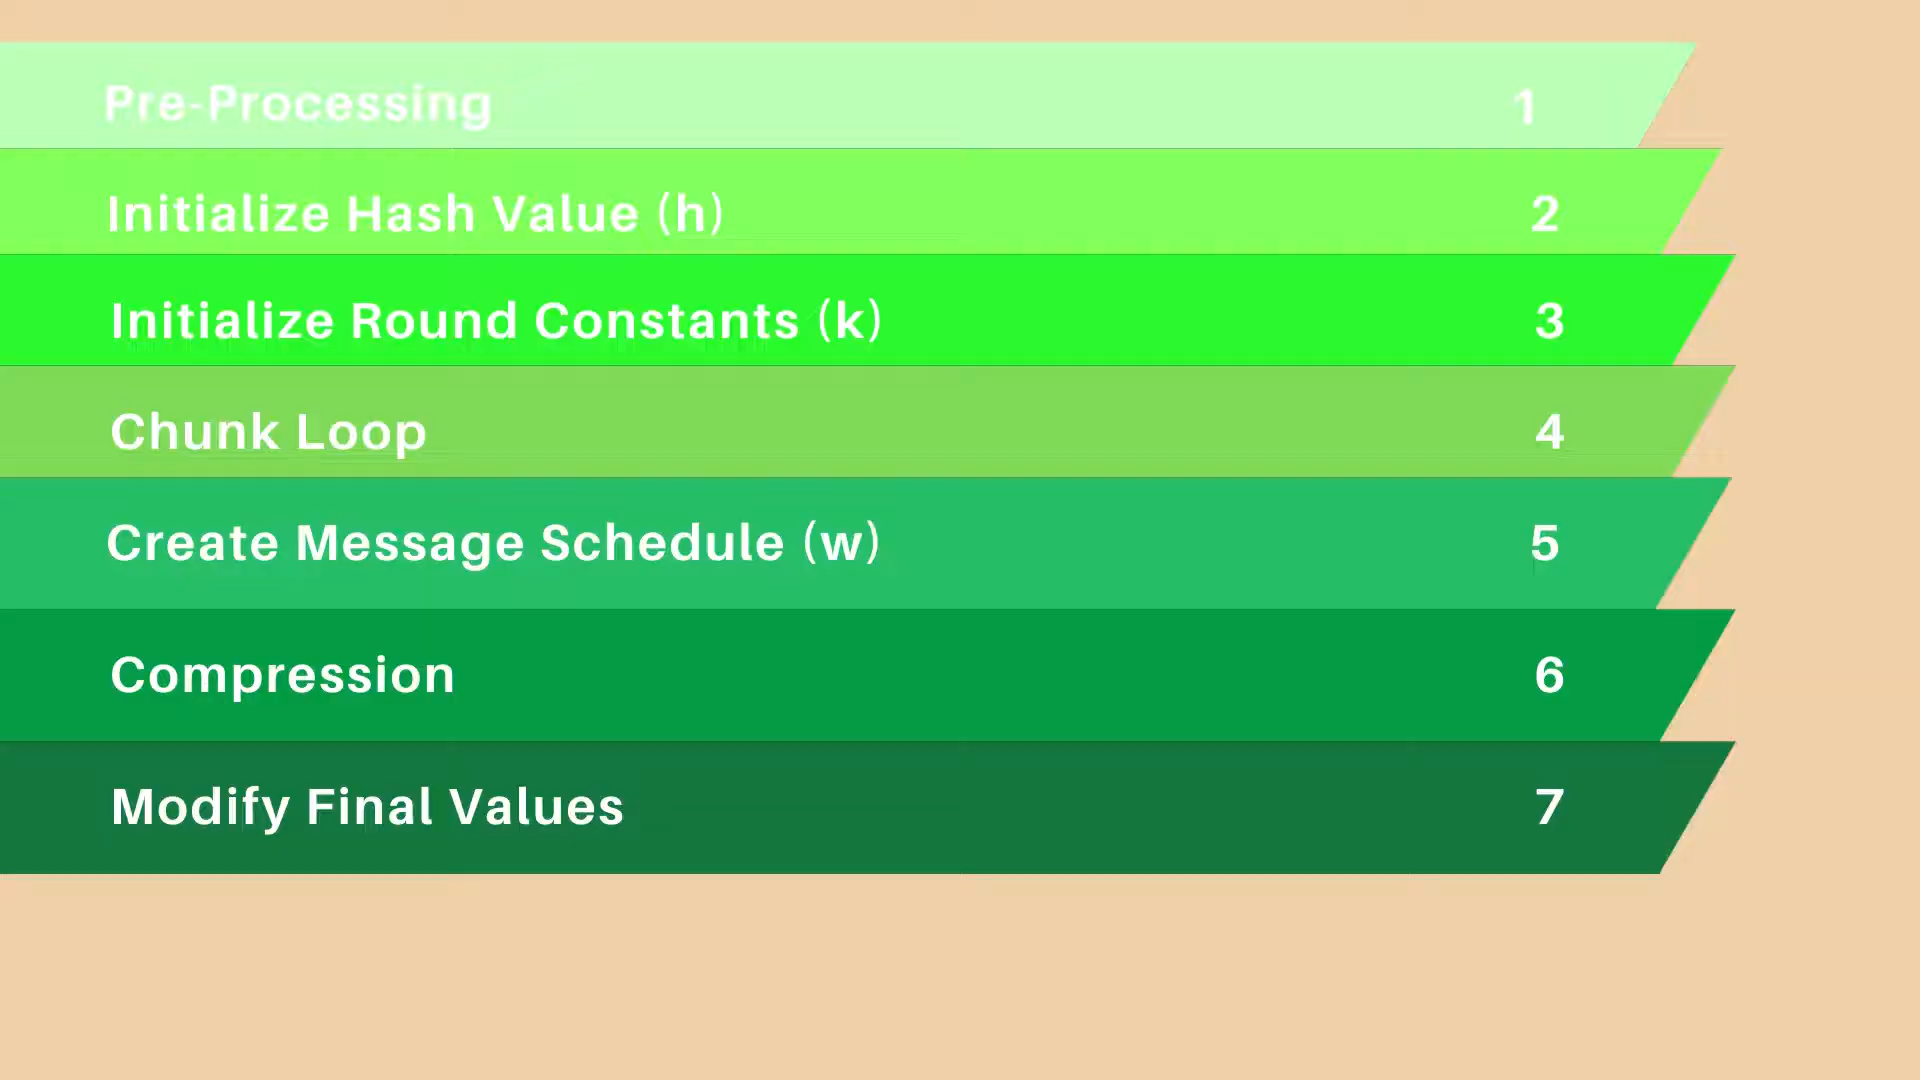 Pre-Processing 1
Initialize Hash Value (h) 2
Initialize Round Constants (k) 3
Chunk Loop 4
Create Message Schedule (w) 5
Compression 6
Modify Final Values 7